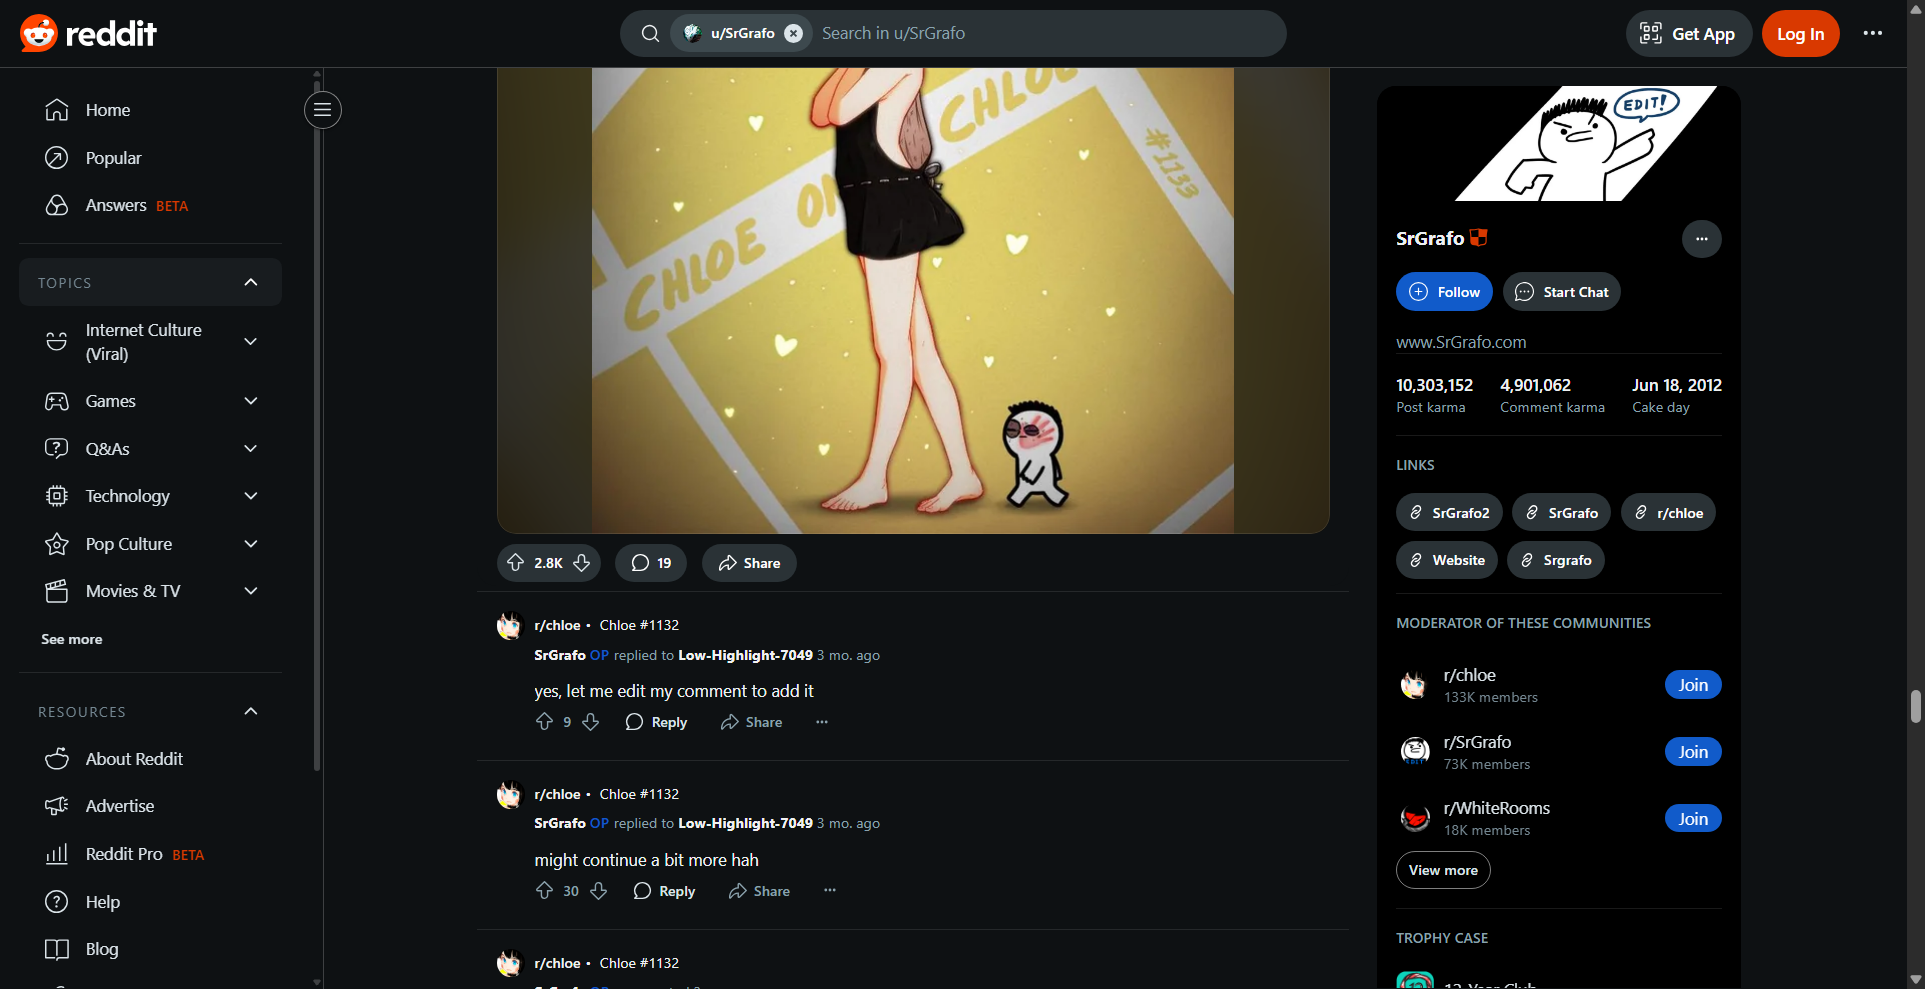 reddit
u/SrGrafo
Search in u/SrGrafo
Get App
Log In
Home
Popular
Answers BETA
TOPICS
Internet Culture
(Viral)
Games
Q&As
Technology
Pop Culture
Movies & TV
See more
RESOURCES
About Reddit
Advertise
Reddit Pro BETA
Help
Blog
CHLOE
CHLOE ON
#1133
2.8K
19
Share
r/chloe • Chloe #1132
SrGrafo OP replied to Low-Highlight-7049 3 mo. ago
yes, let me edit my comment to add it
9
Reply
Share
r/chloe • Chloe #1132
SrGrafo OP replied to Low-Highlight-7049 3 mo. ago
might continue a bit more hah
30
Reply
Share
r/chloe • Chloe #1132
EDIT!
SrGrafo
Follow
Start Chat
www.SrGrafo.com
10,303,152 4,901,062 Jun 18, 2012
Post karma Comment karma Cake day
LINKS
SrGrafo2 SrGrafo r/chloe
Website Srgrafo
MODERATOR OF THESE COMMUNITIES
r/chloe
133K members
Join
r/SrGrafo
73K members
Join
r/WhiteRooms
18K members
Join
View more
TROPHY CASE